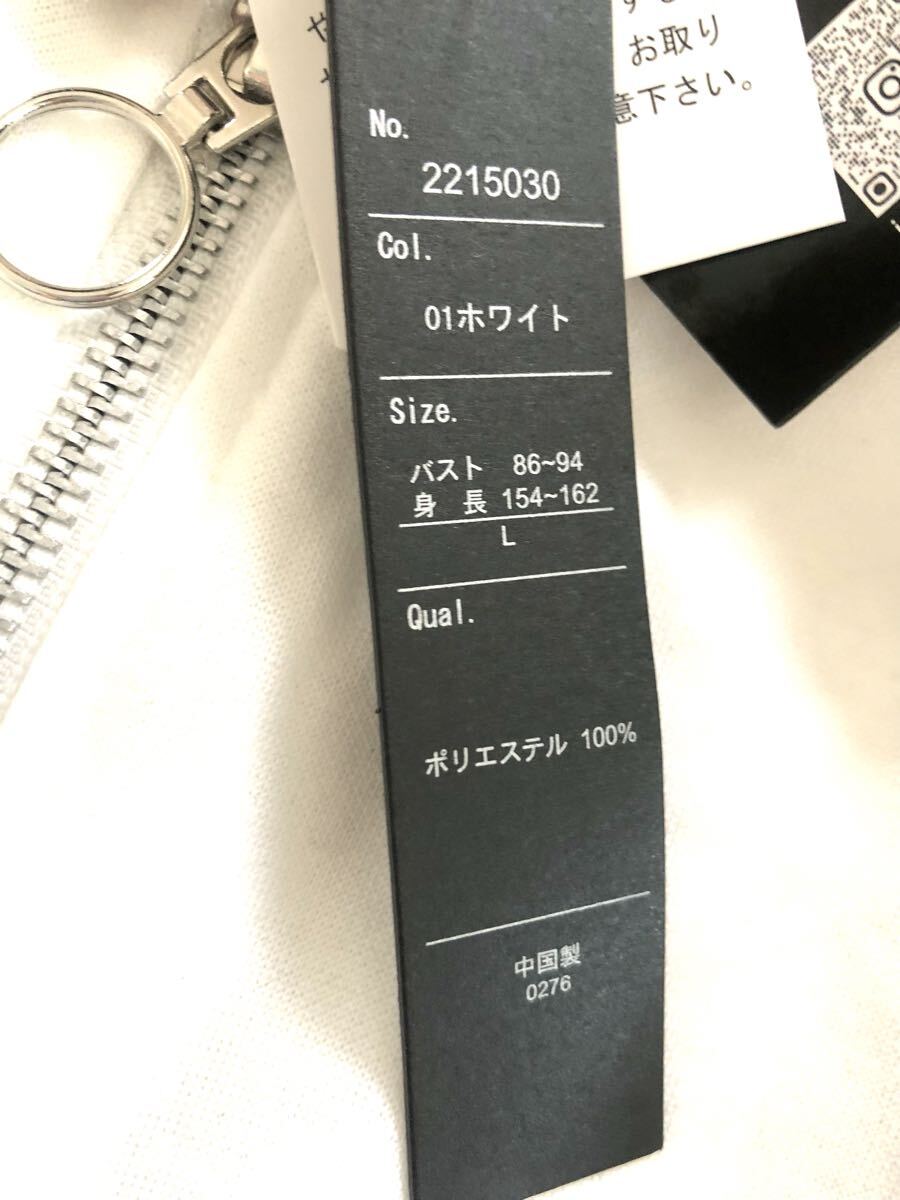 お取り
意下さい。
No.
2215030
Col.
01ホワイト
Size.
バスト 86~94
身 長 154~162
L
Qual.
ポリエステル 100%
中国製
0276